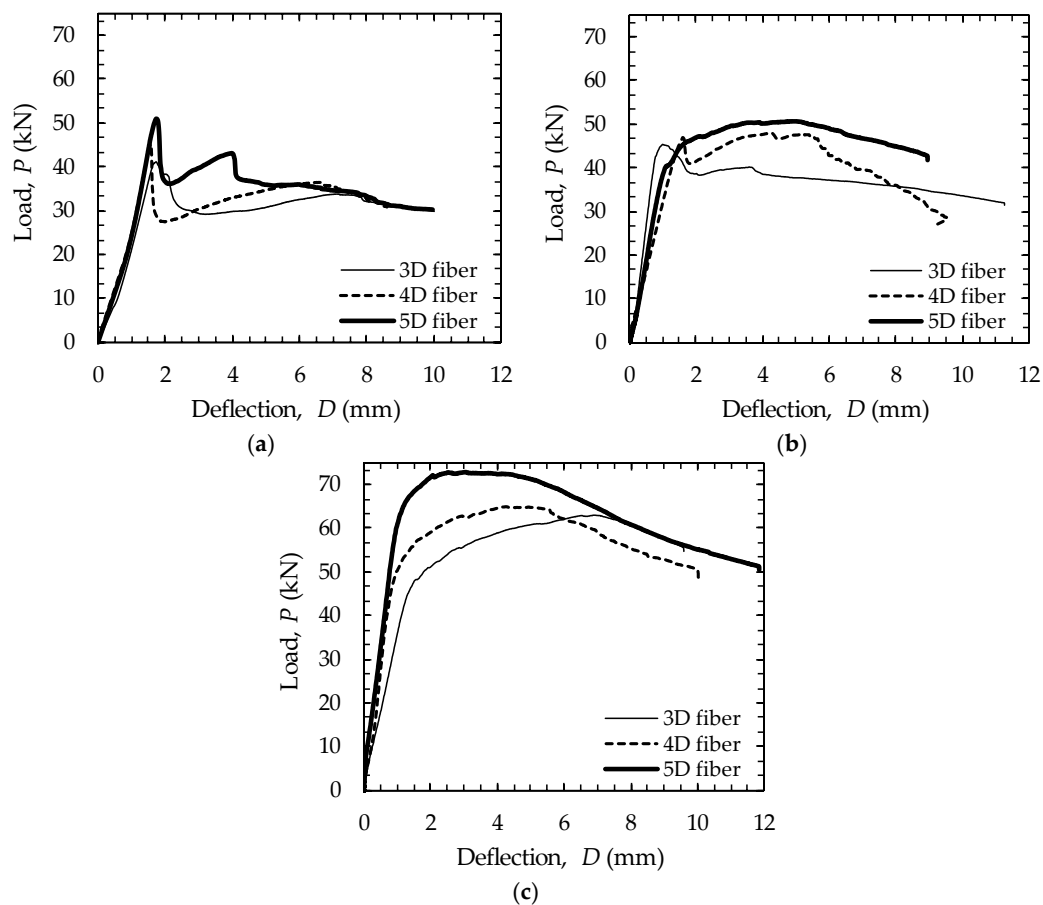 70
60
50
40
30
20
10
0
Load, P (kN)
3D fiber
4D fiber
5D fiber
0 2 4 6 8 10 12
Deflection, D (mm)
(a)
70
60
50
40
30
20
10
0
Load, P (kN)
3D fiber
4D fiber
5D fiber
0 2 4 6 8 10 12
Deflection, D (mm)
(b)
70
60
50
40
30
20
10
0
Load, P (kN)
3D fiber
4D fiber
5D fiber
0 2 4 6 8 10 12
Deflection, D (mm)
(c)